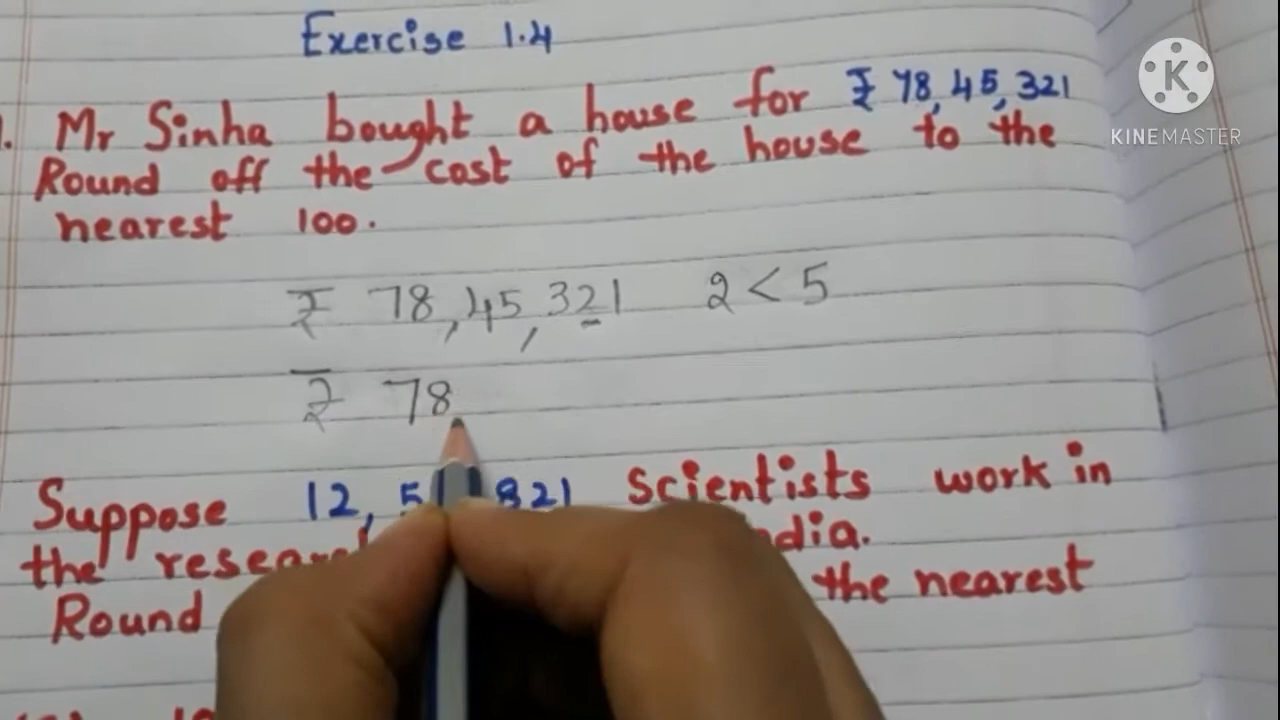 Exercise 1.4
1. Mr Sinha bought a house for ₹ 78,45,321
Round off the cost of the house to the
nearest 100.
₹ 78,45,321 2 < 5
₹ 78
Suppose 12, 821 scientists work in
the
Round the nearest
K
KINEMASTER